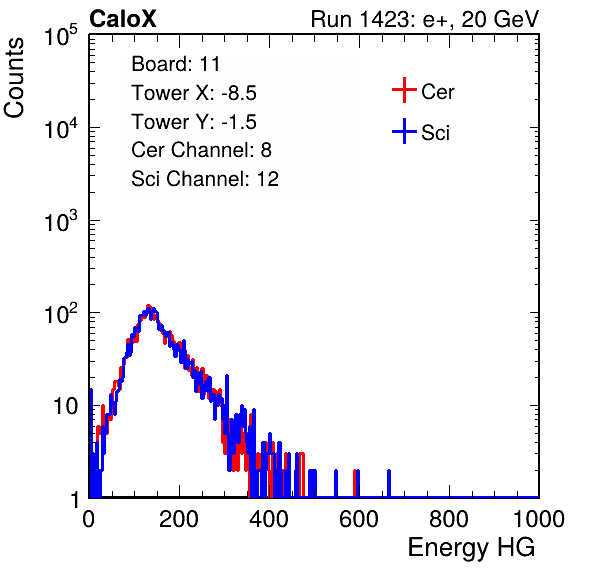 CaloX
Run 1423: e+, 20 GeV
Counts
10^5
10^4
10^3
10^2
10
1
Board: 11
Tower X: -8.5
Tower Y: -1.5
Cer Channel: 8
Sci Channel: 12
Cer
Sci
0 200 400 600 800 1000
Energy HG